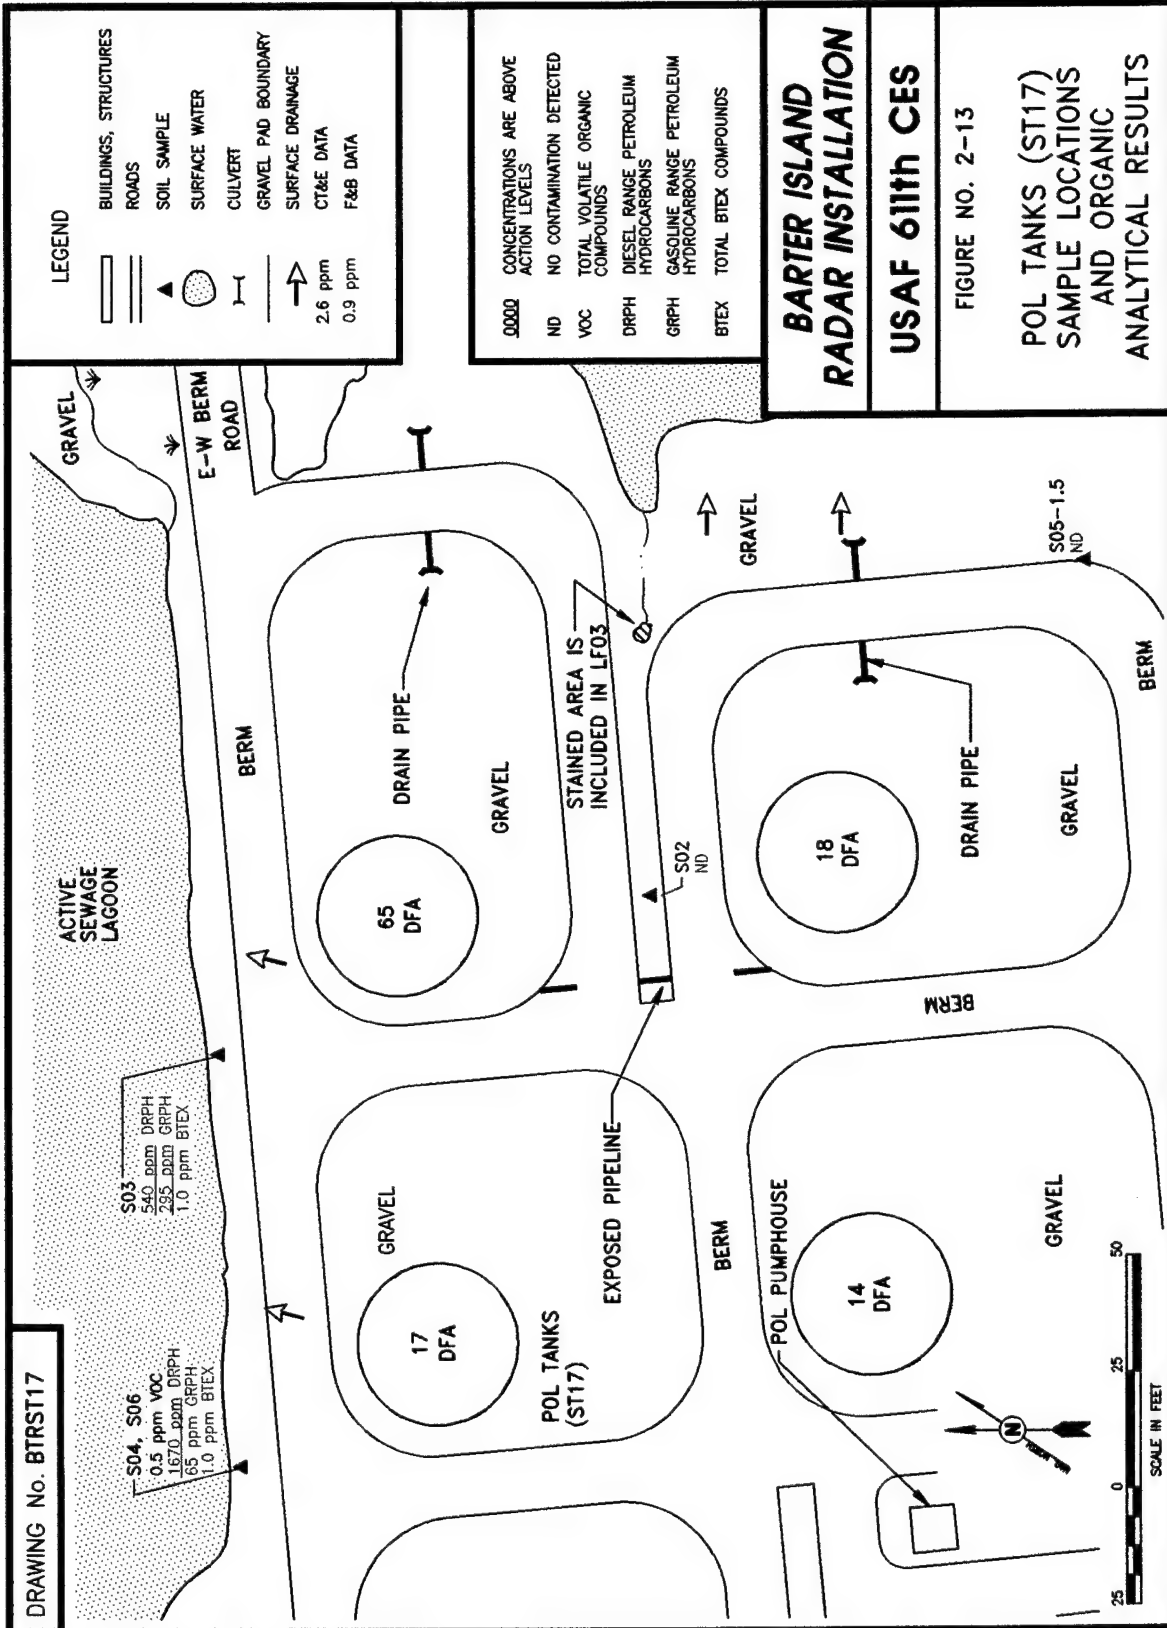 DRAWING No. BTRST17
ACTIVE
SEWAGE
LAGOON
GRAVEL
E-W BERM
ROAD
S04, S06
0.5 ppm VOC
1670 ppm DRPH
65 ppm GRPH
1.0 ppm BTEX
S03
540 ppm DRPH
295 ppm GRPH
1.0 ppm BTEX
BERM
17
DFA
GRAVEL
POL TANKS
(ST17)
65
DFA
DRAIN PIPE
GRAVEL
STAINED AREA IS
INCLUDED IN LF03
EXPOSED PIPELINE
S02
ND
GRAVEL
BERM
POL PUMPHOUSE
14
DFA
GRAVEL
BERM
18
DFA
DRAIN PIPE
GRAVEL
BERM
S05-1.5
ND
N
25
0
25
50
SCALE IN FEET
LEGEND
BUILDINGS, STRUCTURES
ROADS
SOIL SAMPLE
SURFACE WATER
CULVERT
GRAVEL PAD BOUNDARY
SURFACE DRAINAGE
2.6 ppm CT&E DATA
0.9 ppm F&B DATA
0000 CONCENTRATIONS ARE ABOVE
ACTION LEVELS
ND NO CONTAMINATION DETECTED
VOC TOTAL VOLATILE ORGANIC
COMPOUNDS
DRPH DIESEL RANGE PETROLEUM
HYDROCARBONS
GRPH GASOLINE RANGE PETROLEUM
HYDROCARBONS
BTEX TOTAL BTEX COMPOUNDS
BARTER ISLAND
RADAR INSTALLATION
USAF 611th CES
FIGURE NO. 2-13
POL TANKS (ST17)
SAMPLE LOCATIONS
AND ORGANIC
ANALYTICAL RESULTS